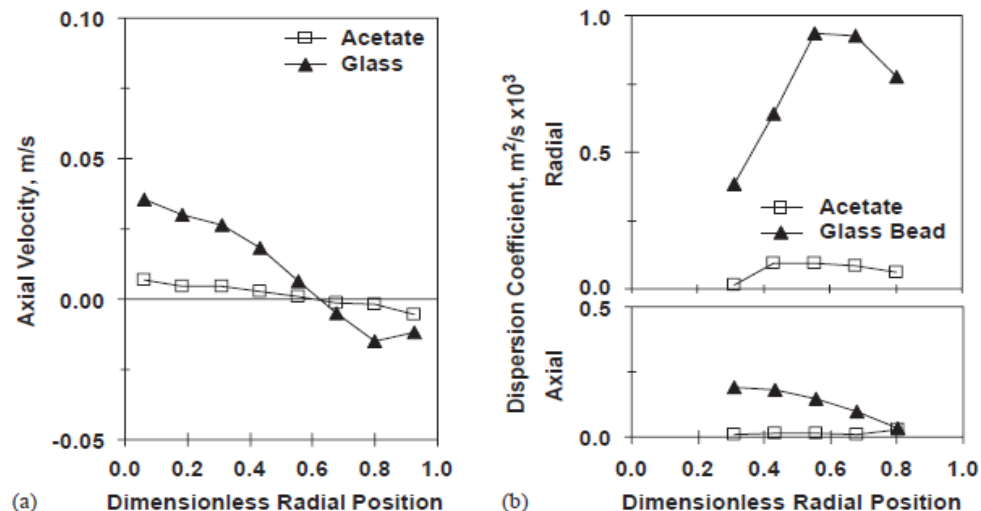 0.10
Acetate
Glass
0.05
0.00
-0.05
Axial Velocity, m/s
0.0 0.2 0.4 0.6 0.8 1.0
(a) Dimensionless Radial Position
1.0
0.5
0.0
Radial
Acetate
Glass Bead
Dispersion Coefficient, m²/s x10³
0.5
0.0
Axial
0.0 0.2 0.4 0.6 0.8 1.0
(b) Dimensionless Radial Position